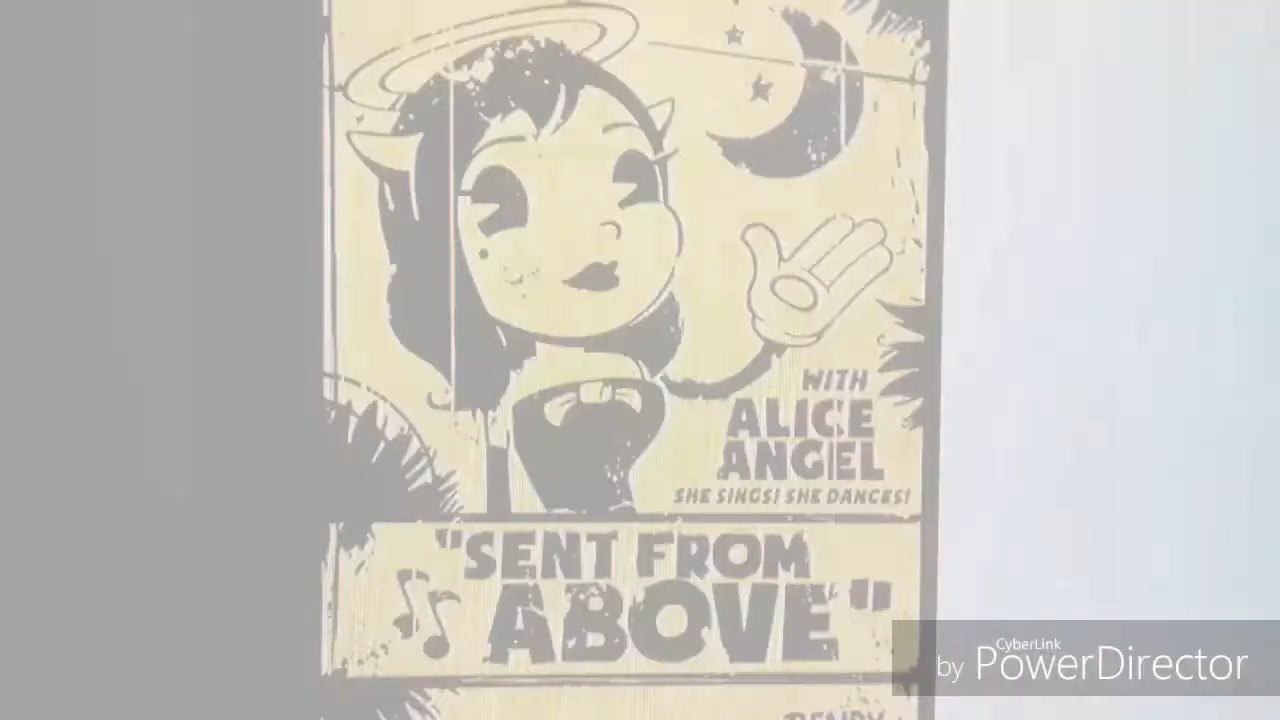 WITH
ALICE
ANGEL
SHE SINGS! SHE DANCES!
"SENT FROM
ABOVE"
CyberLink
by PowerDirector